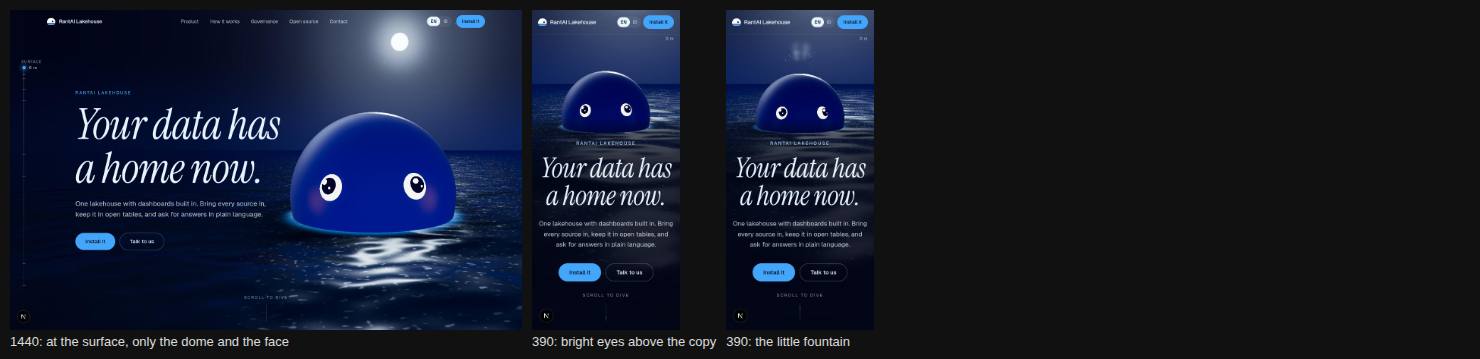 RantAI Lakehouse
Product
How it works
Governance
Open source
Contact
EN
ID
Install it
SURFACE
0 m
RANTAI LAKEHOUSE
Your data has
a home now.
One lakehouse with dashboards built in. Bring every source in,
keep it in open tables, and ask for answers in plain language.
Install it
Talk to us
SCROLL TO DIVE
N
1440: at the surface, only the dome and the face
RantAI Lakehouse
EN
ID
Install it
0 m
RANTAI LAKEHOUSE
Your data has
a home now.
One lakehouse with dashboards built in. Bring
every source in, keep it in open tables, and
ask for answers in plain language.
Install it
Talk to us
SCROLL TO DIVE
N
390: bright eyes above the copy
RantAI Lakehouse
EN
ID
Install it
0 m
RANTAI LAKEHOUSE
Your data has
a home now.
One lakehouse with dashboards built in. Bring
every source in, keep it in open tables, and
ask for answers in plain language.
Install it
Talk to us
SCROLL TO DIVE
N
390: the little fountain